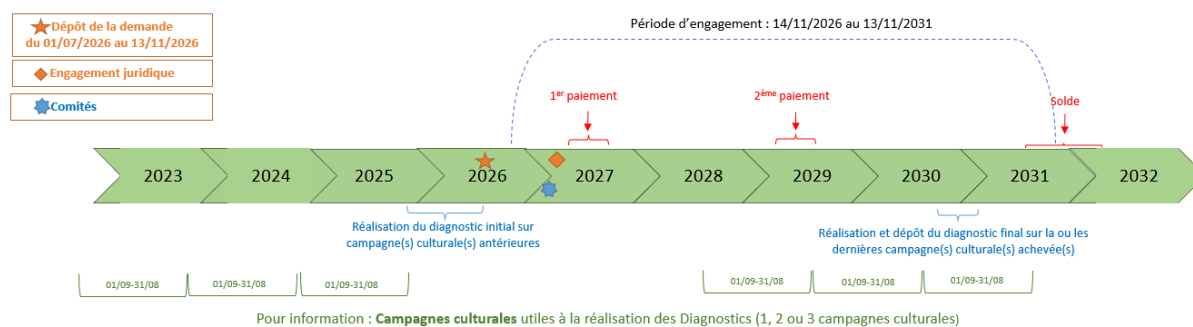 Dépôt de la demande
du 01/07/2026 au 13/11/2026
Engagement juridique
Comités
Période d'engagement : 14/11/2026 au 13/11/2031
1er paiement
2ème paiement
Solde
2023
2024
2025
2026
2027
2028
2029
2030
2031
2032
Réalisation du diagnostic initial sur
campagne(s) culturale(s) antérieures
Réalisation et dépôt du diagnostic final sur la ou les
dernières campagne(s) culturale(s) achevée(s)
01/09-31/08
01/09-31/08
01/09-31/08
01/09-31/08
01/09-31/08
01/09-31/08
Pour information : Campagnes culturales utiles à la réalisation des Diagnostics (1, 2 ou 3 campagnes culturales)